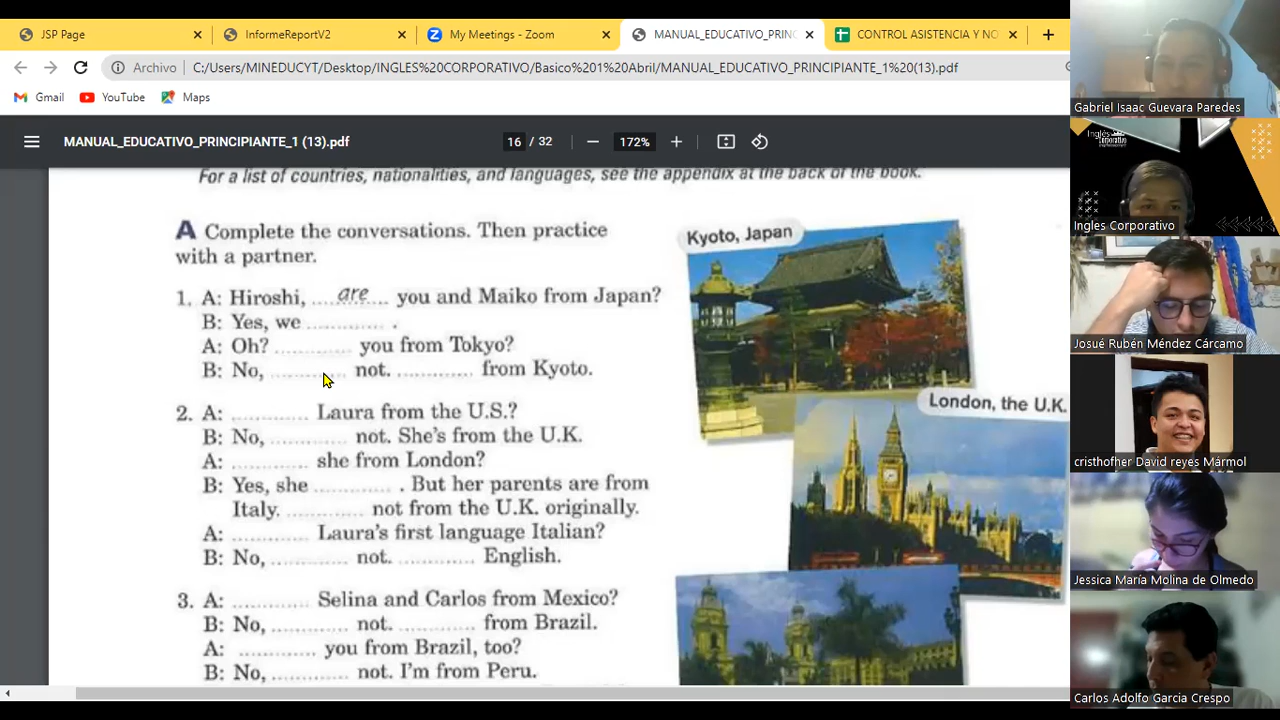 JSP Page
InformeReportV2
My Meetings - Zoom
MANUAL_EDUCATIVO_PRINC
CONTROL ASISTENCIA Y NO
Archivo
C:/Users/MINEDUCYT/Desktop/INGLES%20CORPORATIVO/Basico%201%20Abril/MANUAL_EDUCATIVO_PRINCIPIANTE_1%20(13).pdf
Gmail
YouTube
Maps
MANUAL_EDUCATIVO_PRINCIPIANTE_1 (13).pdf
16 / 32
172%
For a list of countries, nationalities, and languages, see the appendix at the back of the book.
A Complete the conversations. Then practice
with a partner.
1. A: Hiroshi, ....are.... you and Maiko from Japan?
B: Yes, we ............ .
A: Oh? ............ you from Tokyo?
B: No, ............ not. ............ from Kyoto.
2. A: ............ Laura from the U.S.?
B: No, ............ not. She's from the U.K.
A: ............ she from London?
B: Yes, she ............ . But her parents are from
Italy. ............ not from the U.K. originally.
A: ............ Laura's first language Italian?
B: No, ............ not. ............ English.
3. A: ............ Selina and Carlos from Mexico?
B: No, ............ not. ............ from Brazil.
A: ............ you from Brazil, too?
B: No, ............ not. I'm from Peru.
Kyoto, Japan
London, the U.K.
Gabriel Isaac Guevara Paredes
Inglés
Corporativo
Ingles Corporativo
Josué Rubén Méndez Cárcamo
cristhofher David reyes Mármol
Jessica María Molina de Olmedo
Carlos Adolfo Garcia Crespo